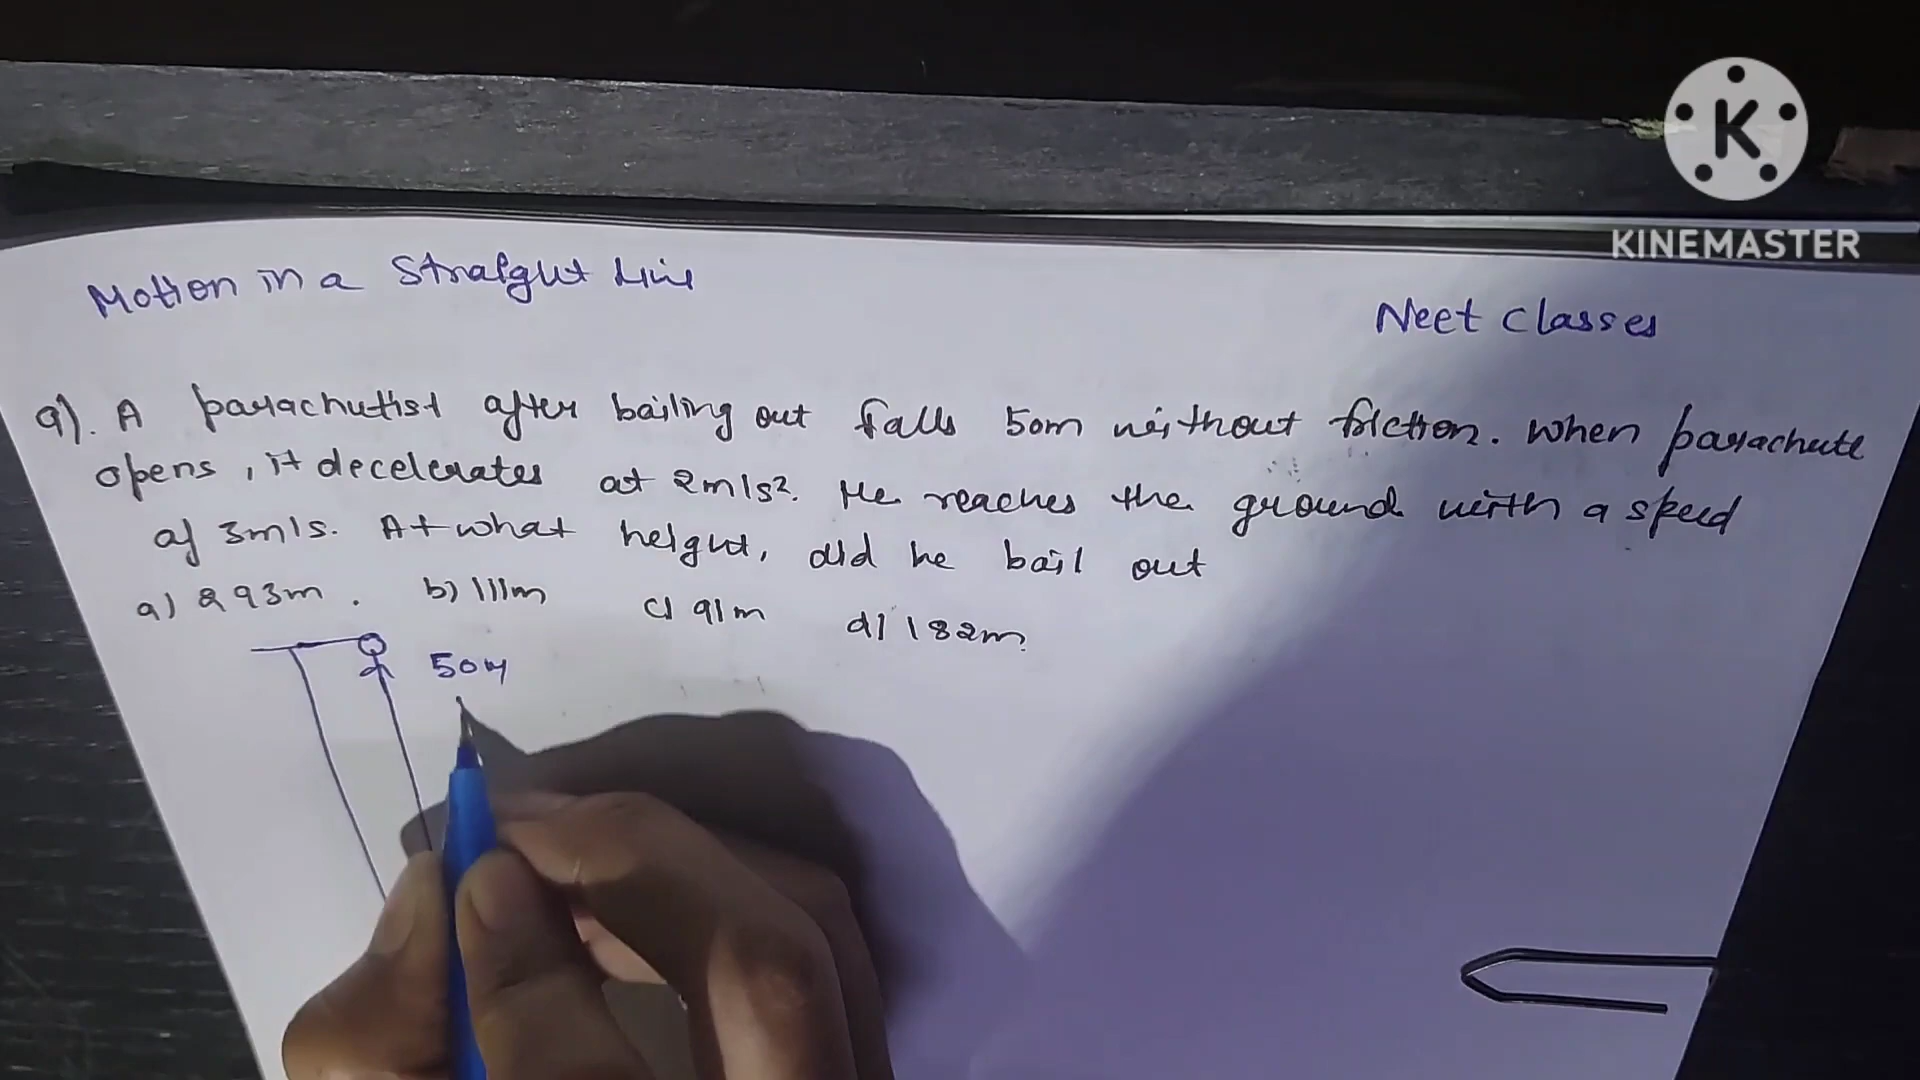 K
KINEMASTER
Motion in a Straight Line
Neet Classes
9). A parachutist after bailing out falls 50m without friction. When parachute
opens, it decelerates at 2m/s². He reaches the ground with a speed
of 3m/s. At what height, did he bail out
a) 293m. b) 111m c) 91m d) 182m
50m